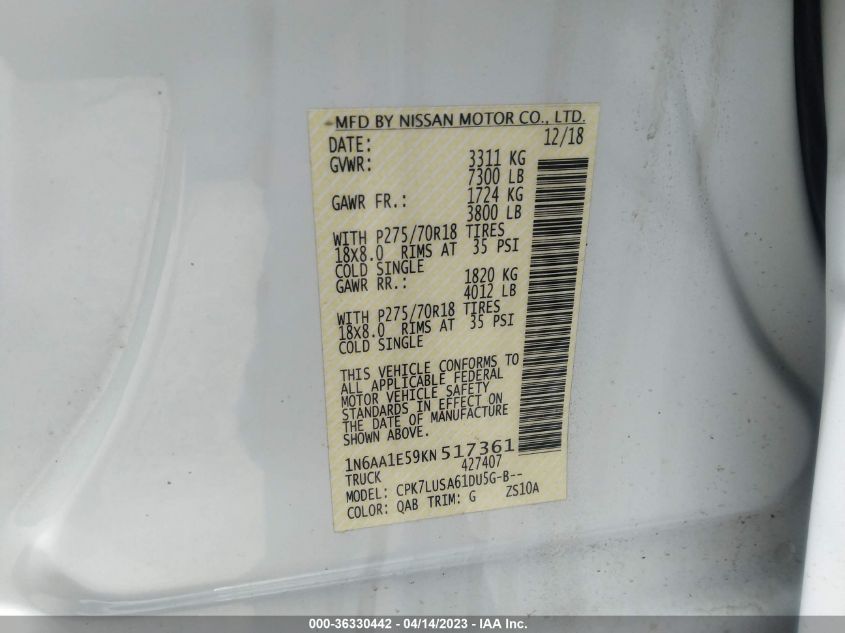 MFD BY NISSAN MOTOR CO., LTD.
DATE: 12/18
GVWR: 3311 KG
7300 LB
GAWR FR.: 1724 KG
3800 LB
WITH P275/70R18 TIRES
18X8.0 RIMS AT 35 PSI
COLD SINGLE
GAWR RR.: 1820 KG
4012 LB
WITH P275/70R18 TIRES
18X8.0 RIMS AT 35 PSI
COLD SINGLE
THIS VEHICLE CONFORMS TO
ALL APPLICABLE FEDERAL
MOTOR VEHICLE SAFETY
STANDARDS IN EFFECT ON
THE DATE OF MANUFACTURE
SHOWN ABOVE.
1N6AA1E59KN517361
TRUCK 427407
MODEL: CPK7LUSA61DU5G-B--
COLOR: QAB TRIM: G ZS10A
000-36330442 - 04/14/2023 - IAA Inc.